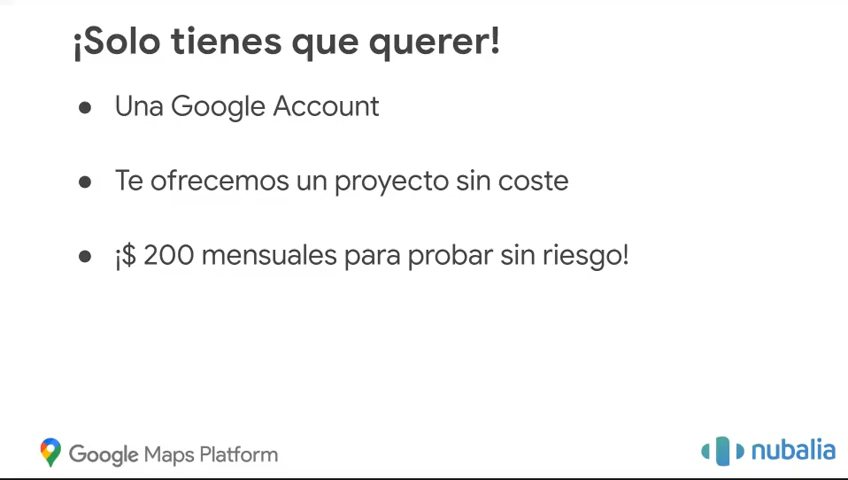 ¡Solo tienes que querer!
● Una Google Account
● Te ofrecemos un proyecto sin coste
● ¡$ 200 mensuales para probar sin riesgo!
Google Maps Platform
nubalia